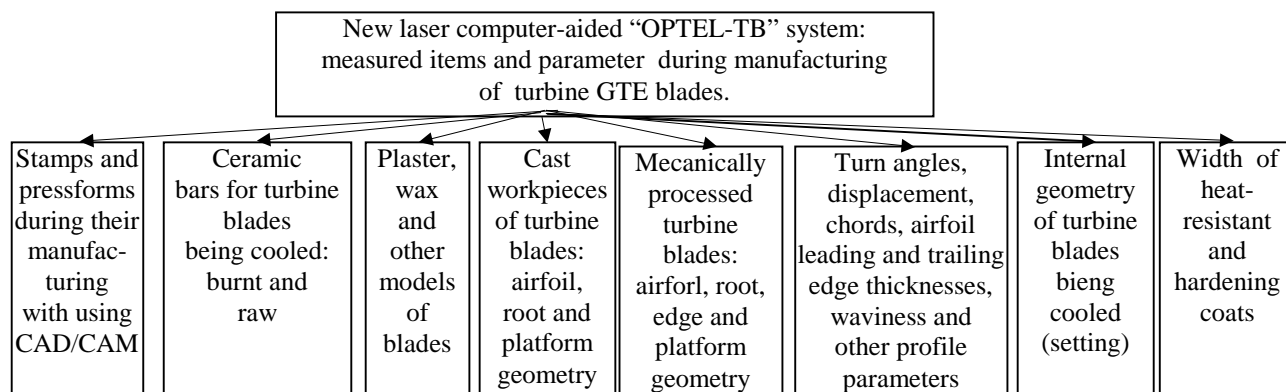 New laser computer-aided “OPTEL-TB” system:
measured items and parameter during manufacturing
of turbine GTE blades.
Stamps and
pressforms
during their
manufac-
turing
with using
CAD/CAM
Ceramic
bars for turbine
blades
being cooled:
burnt and
raw
Plaster,
wax
and
other
models
of
blades
Cast
workpieces
of turbine
blades:
airfoil,
root and
platform
geometry
Mecanically
processed
turbine
blades:
airforl, root,
edge and
platform
geometry
Turn angles,
displacement,
chords, airfoil
leading and trailing
edge thicknesses,
waviness and
other profile
parameters
Internal
geometry
of turbine
blades
bieng
cooled
(setting)
Width of
heat-
resistant
and
hardening
coats